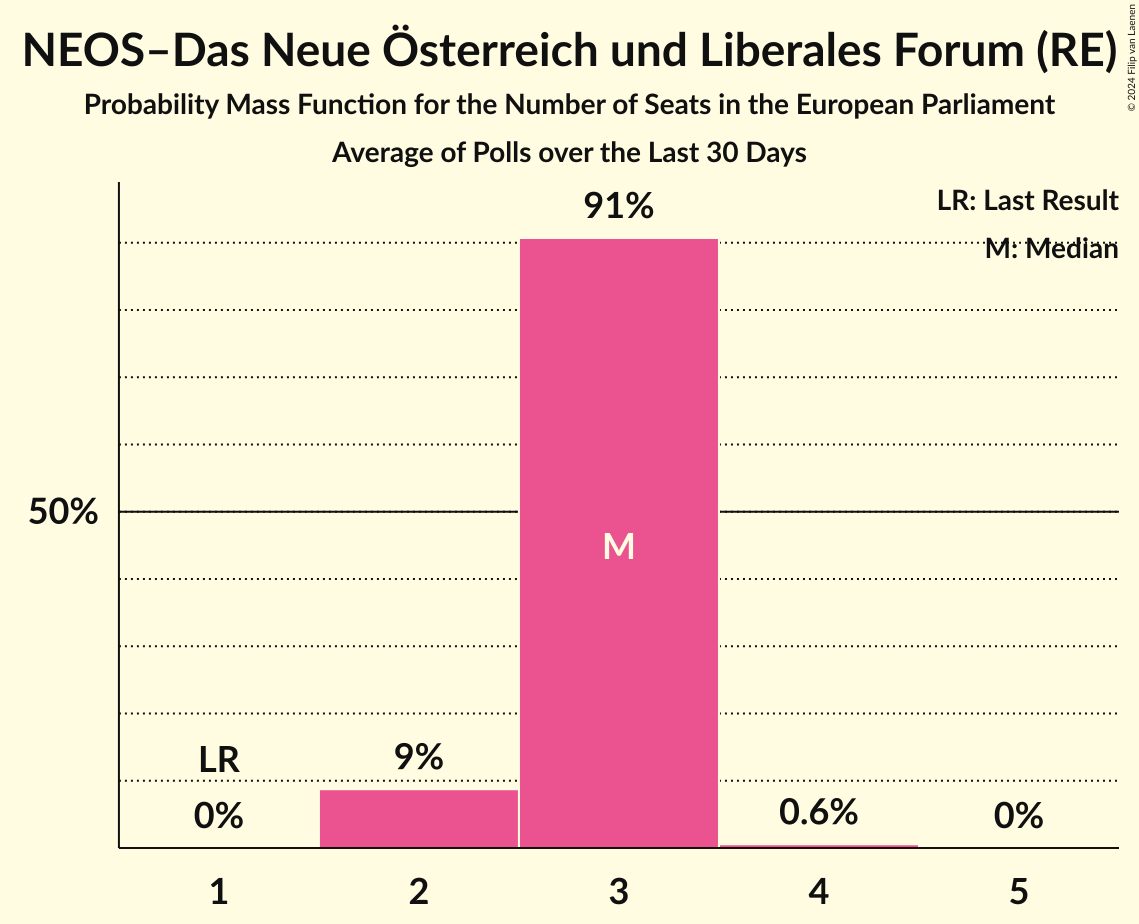 NEOS–Das Neue Österreich und Liberales Forum (RE)
Probability Mass Function for the Number of Seats in the European Parliament
Average of Polls over the Last 30 Days
© 2024 Filip van Laenen
LR: Last Result
M: Median
91%
50%
M
LR
9%
0%
0.6%
0%
1
2
3
4
5